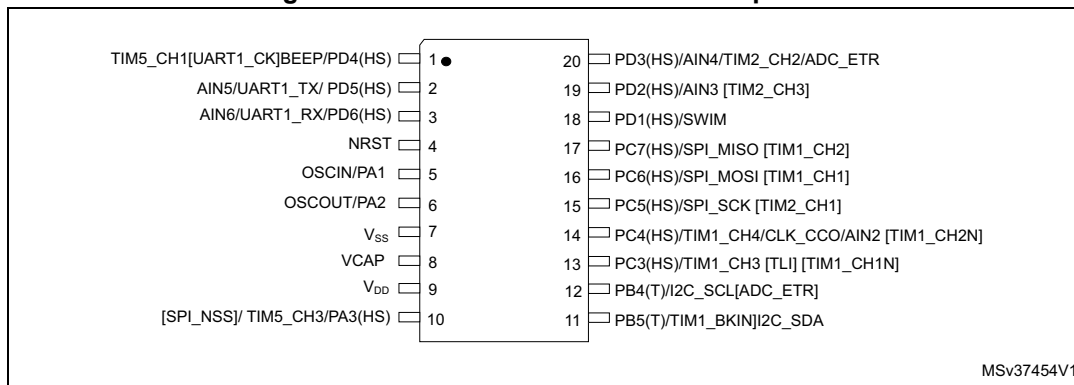 TIM5_CH1[UART1_CK]BEEP/PD4(HS) 1 20 PD3(HS)/AIN4/TIM2_CH2/ADC_ETR
AIN5/UART1_TX/ PD5(HS) 2 19 PD2(HS)/AIN3 [TIM2_CH3]
AIN6/UART1_RX/PD6(HS) 3 18 PD1(HS)/SWIM
NRST 4 17 PC7(HS)/SPI_MISO [TIM1_CH2]
OSCIN/PA1 5 16 PC6(HS)/SPI_MOSI [TIM1_CH1]
OSCOUT/PA2 6 15 PC5(HS)/SPI_SCK [TIM2_CH1]
VSS 7 14 PC4(HS)/TIM1_CH4/CLK_CCO/AIN2 [TIM1_CH2N]
VCAP 8 13 PC3(HS)/TIM1_CH3 [TLI] [TIM1_CH1N]
VDD 9 12 PB4(T)/I2C_SCL[ADC_ETR]
[SPI_NSS]/ TIM5_CH3/PA3(HS) 10 11 PB5(T)/TIM1_BKIN]I2C_SDA
MSv37454V1